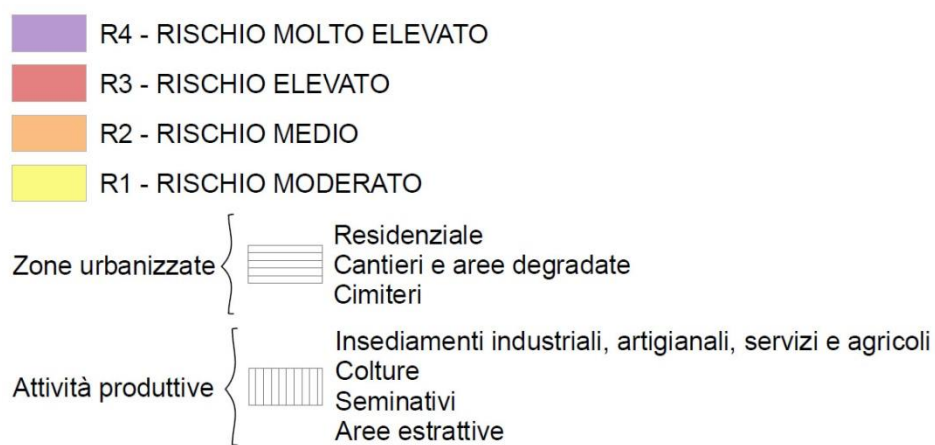 R4 - RISCHIO MOLTO ELEVATO
R3 - RISCHIO ELEVATO
R2 - RISCHIO MEDIO
R1 - RISCHIO MODERATO
Zone urbanizzate
Residenziale
Cantieri e aree degradate
Cimiteri
Attività produttive
Insediamenti industriali, artigianali, servizi e agricoli
Colture
Seminativi
Aree estrattive